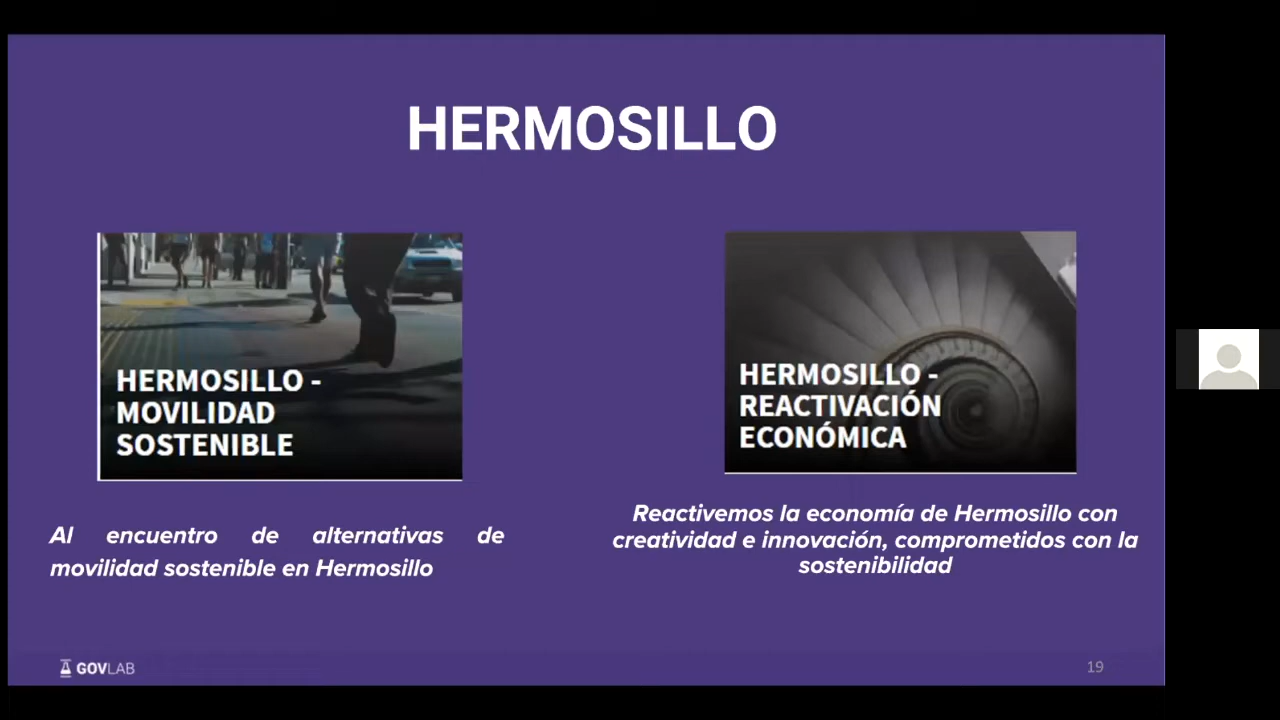 HERMOSILLO
HERMOSILLO -
MOVILIDAD
SOSTENIBLE
Al encuentro de alternativas de
movilidad sostenible en Hermosillo
HERMOSILLO -
REACTIVACIÓN
ECONÓMICA
Reactivemos la economía de Hermosillo con
creatividad e innovación, comprometidos con la
sostenibilidad
GOVLAB
19